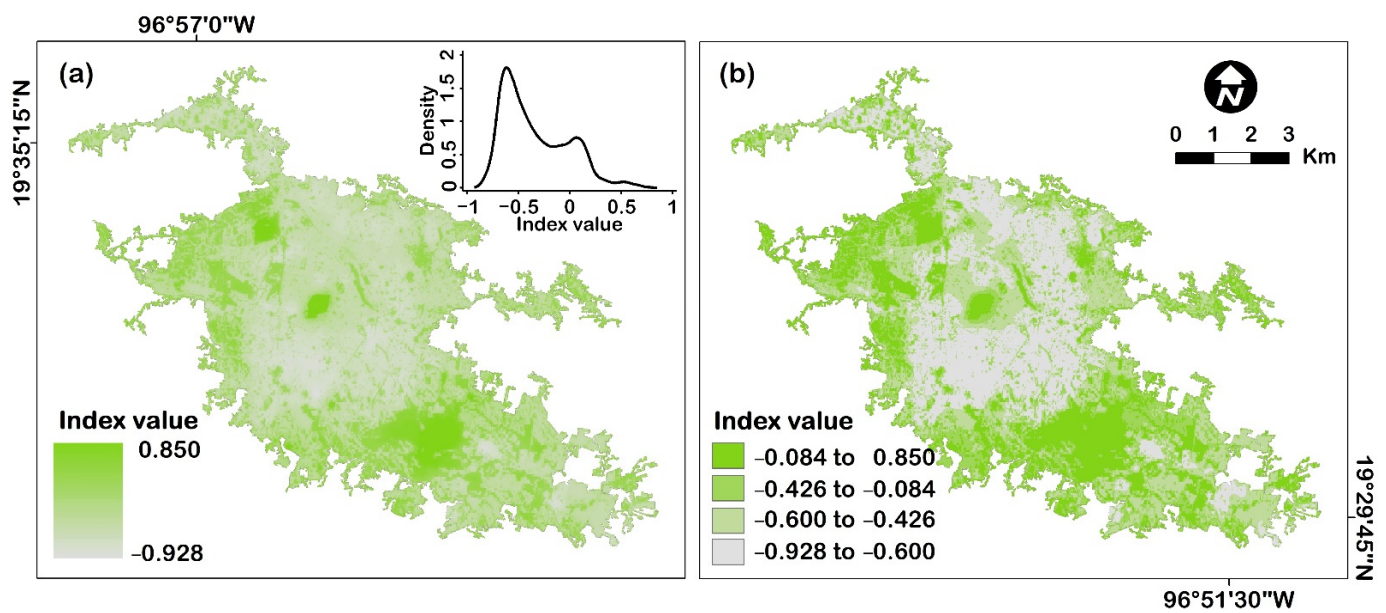 96°57'0"W
(a)
19°35'15"N
Density
2
1.5
1
0.5
0
−1 −0.5 0 0.5 1
Index value
Index value
0.850
−0.928
(b)
N
0 1 2 3
Km
Index value
−0.084 to 0.850
−0.426 to −0.084
−0.600 to −0.426
−0.928 to −0.600
19°29'45"N
96°51'30"W